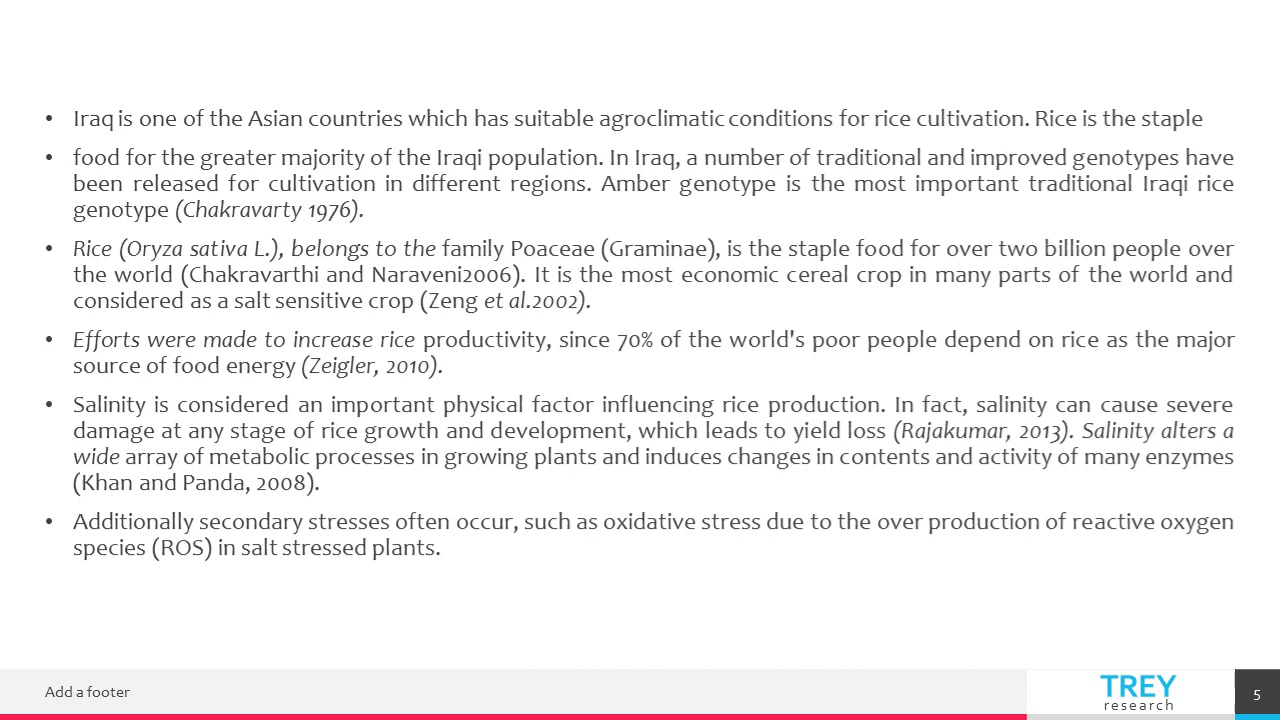 • Iraq is one of the Asian countries which has suitable agroclimatic conditions for rice cultivation. Rice is the staple
• food for the greater majority of the Iraqi population. In Iraq, a number of traditional and improved genotypes have
been released for cultivation in different regions. Amber genotype is the most important traditional Iraqi rice
genotype (Chakravarty 1976).
• Rice (Oryza sativa L.), belongs to the family Poaceae (Graminae), is the staple food for over two billion people over
the world (Chakravarthi and Naraveni2006). It is the most economic cereal crop in many parts of the world and
considered as a salt sensitive crop (Zeng et al.2002).
• Efforts were made to increase rice productivity, since 70% of the world's poor people depend on rice as the major
source of food energy (Zeigler, 2010).
• Salinity is considered an important physical factor influencing rice production. In fact, salinity can cause severe
damage at any stage of rice growth and development, which leads to yield loss (Rajakumar, 2013). Salinity alters a
wide array of metabolic processes in growing plants and induces changes in contents and activity of many enzymes
(Khan and Panda, 2008).
• Additionally secondary stresses often occur, such as oxidative stress due to the over production of reactive oxygen
species (ROS) in salt stressed plants.
Add a footer
TREY
research
5